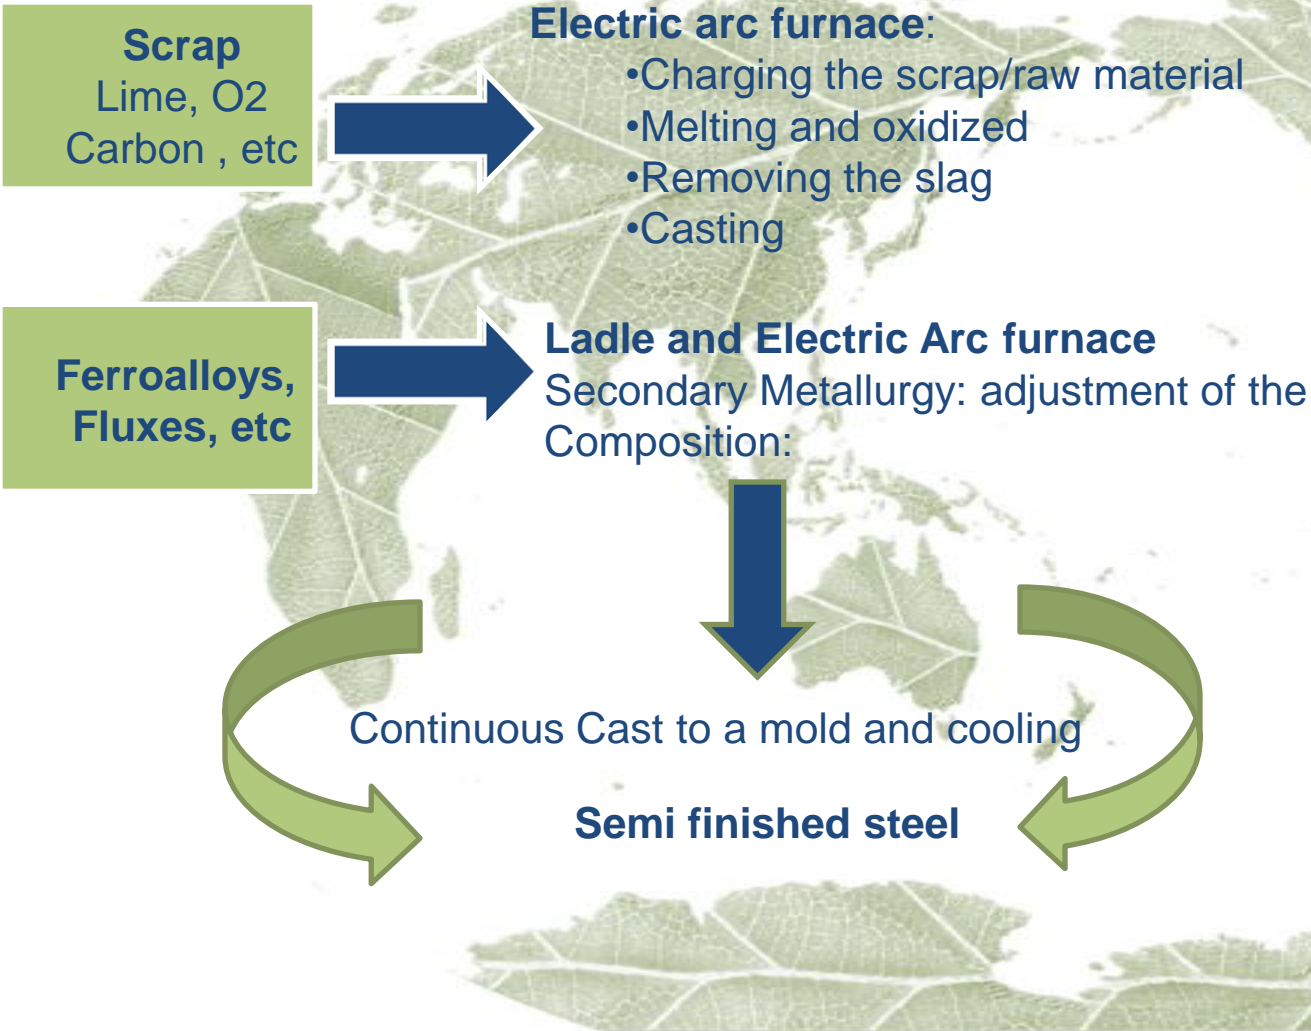 Scrap
Lime, O2
Carbon , etc
Electric arc furnace:
•Charging the scrap/raw material
•Melting and oxidized
•Removing the slag
•Casting
Ferroalloys,
Fluxes, etc
Ladle and Electric Arc furnace
Secondary Metallurgy: adjustment of the
Composition:
Continuous Cast to a mold and cooling
Semi finished steel